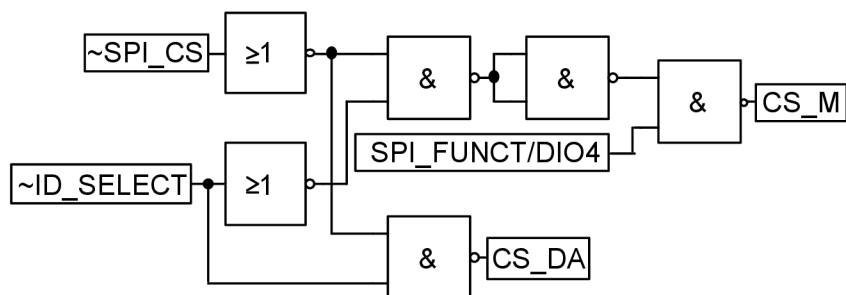 ~SPI_CS
≥1
&
&
&
CS_M
SPI_FUNCT/DIO4
~ID_SELECT
≥1
&
CS_DA